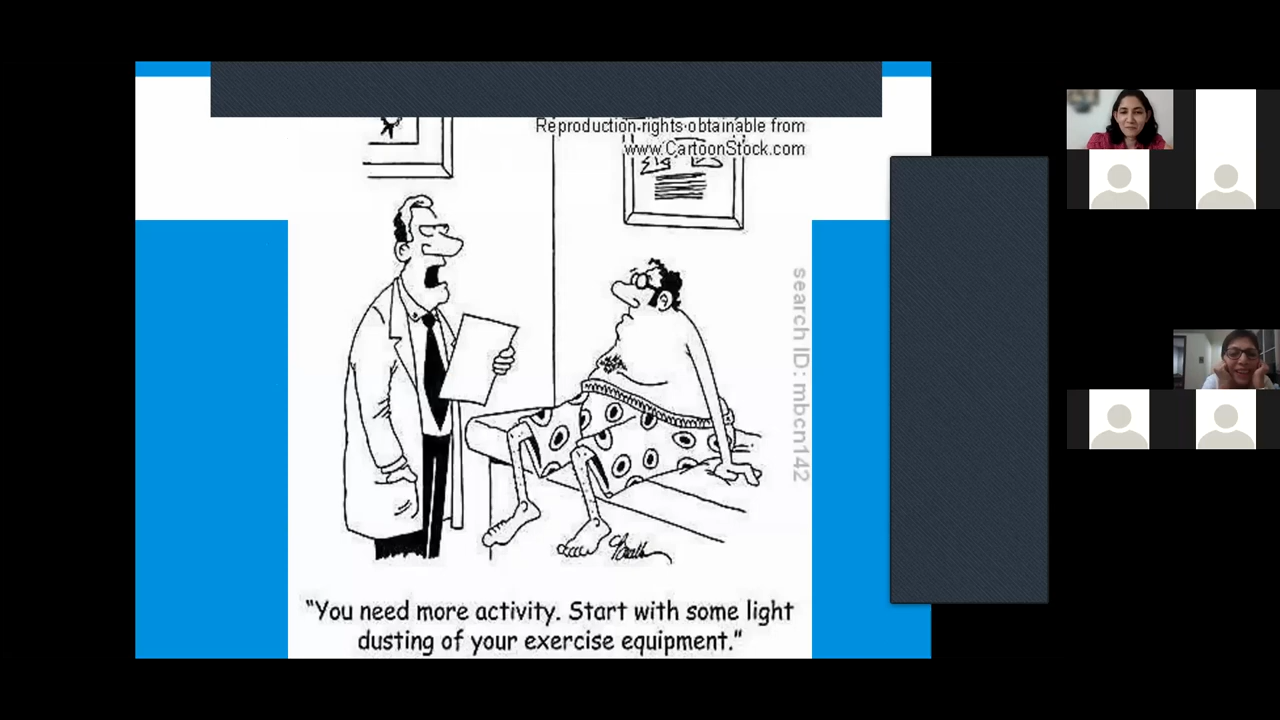 Reproduction rights obtainable from
www.CartoonStock.com
search ID: mbcn142
"You need more activity. Start with some light
dusting of your exercise equipment."